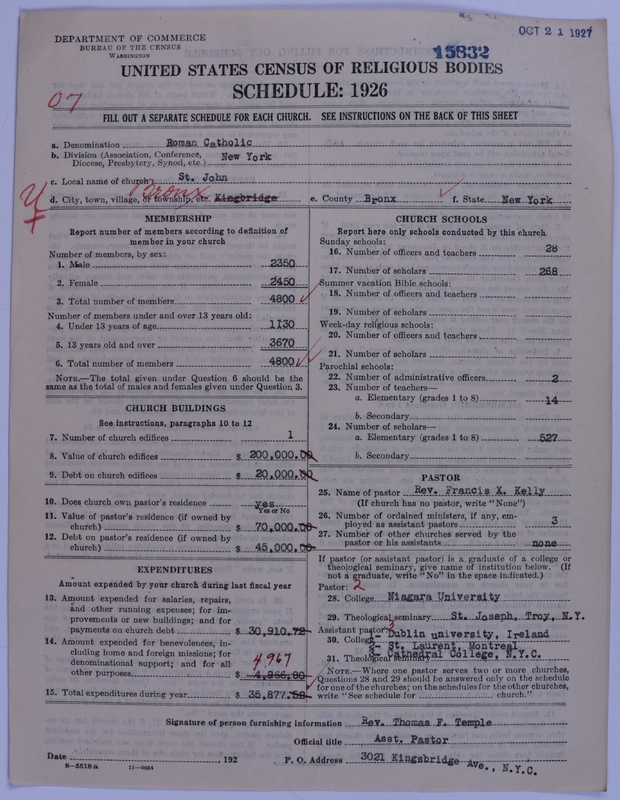 DEPARTMENT OF COMMERCE
BUREAU OF THE CENSUS
WASHINGTON
OCT 21 1927
15832
UNITED STATES CENSUS OF RELIGIOUS BODIES
SCHEDULE: 1926
07
FILL OUT A SEPARATE SCHEDULE FOR EACH CHURCH. SEE INSTRUCTIONS ON THE BACK OF THIS SHEET
a. Denomination Roman Catholic
b. Division (Association, Conference, Diocese, Presbytery, Synod, etc.) New York
c. Local name of church St. John
Bronx
d. City, town, village, or township, etc. Kingbridge e. County Bronx f. State New York
MEMBERSHIP
Report number of members according to definition of
member in your church
Number of members, by sex:
1. Male 2350
2. Female 2450
3. Total number of members 4800
Number of members under and over 13 years old:
4. Under 13 years of age 1130
5. 13 years old and over 3670
6. Total number of members 4800
NOTE.—The total given under Question 6 should be
same as the total of males and females given under Question 3.
CHURCH BUILDINGS
See instructions, paragraphs 10 to 12
7. Number of church edifices 1
8. Value of church edifices $ 200,000.00
9. Debt on church edifices $ 20,000.00
10. Does church own pastor's residence yes
Yes or No
11. Value of pastor's residence (if owned by
church) $ 70,000.00
12. Debt on pastor's residence (if owned by
church) $ 45,000.00
EXPENDITURES
Amount expended by your church during last fiscal year
13. Amount expended for salaries, repairs,
and other running expenses; for im-
provements or new buildings; and for
payments on church debt $ 30,910.72
14. Amount expended for benevolences, in-
cluding home and foreign missions; for
denominational support; and for all
4967
other purposes $ 4,966.80
15. Total expenditures during year $ 35,877.52
CHURCH SCHOOLS
Report here only schools conducted by this church
Sunday schools:
16. Number of officers and teachers 28
17. Number of scholars 268
Summer vacation Bible schools:
18. Number of officers and teachers
19. Number of scholars
Week-day religious schools:
20. Number of officers and teachers
21. Number of scholars
Parochial schools:
22. Number of administrative officers 2
23. Number of teachers—
a. Elementary (grades 1 to 8) 14
b. Secondary
24. Number of scholars—
a. Elementary (grades 1 to 8) 527
b. Secondary
PASTOR
25. Name of pastor Rev. Francis X. Kelly
(If church has no pastor, write "None")
26. Number of ordained ministers, if any, em-
ployed as assistant pastors 3
27. Number of other churches served by the
pastor or his assistants none
If pastor (or assistant pastor) is a graduate of a college or
theological seminary, give name of institution below. (If
not a graduate, write "No" in the space indicated.)
Pastor: 2
28. College Niagara University
29. Theological seminary St. Joseph, Troy, N.Y.
Assistant pastor: 3
30. College Dublin university, Ireland
St. Laurent, Montreal
31. Theological seminary Cathedral College, N.Y.C.
NOTE.—Where one pastor serves two or more churches,
Questions 28 and 29 should be answered only on the schedule
for one of the churches; on the schedules for the other churches,
write "See schedule for church."
Signature of person furnishing information Rev. Thomas F. Temple
Official title Asst. Pastor
Date , 192 P. O. Address 3021 Kingsbridge Ave., N.Y.C.
8—5518a 11—9054